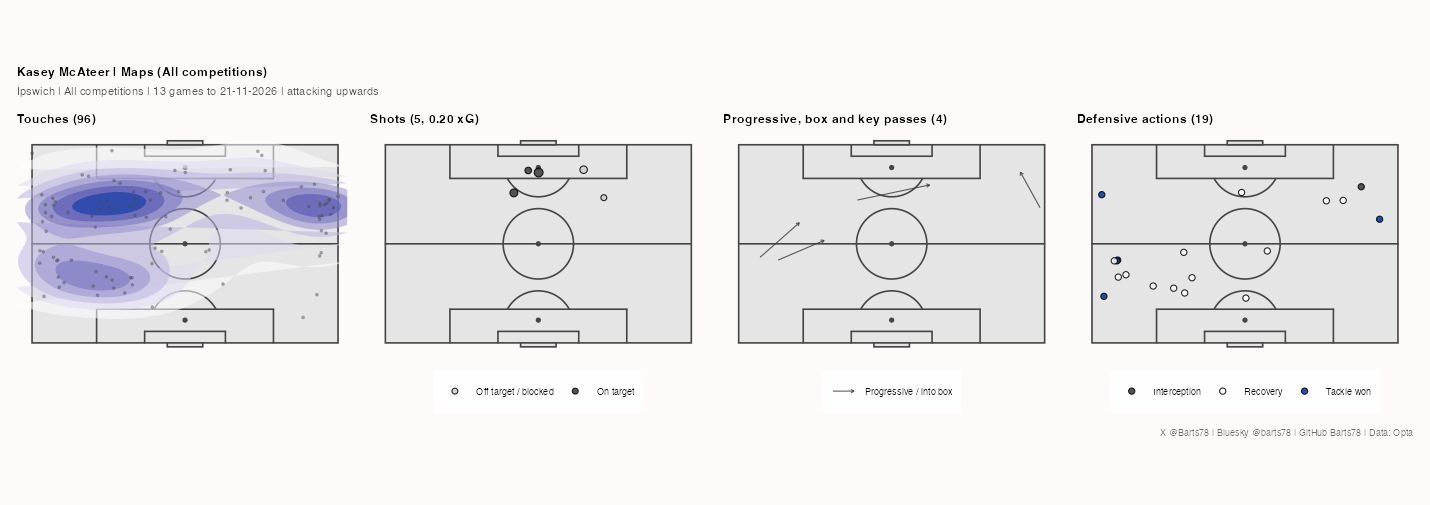 Kasey McAteer | Maps (All competitions)
Ipswich | All competitions | 13 games to 21-11-2026 | attacking upwards
Touches (96)
Shots (5, 0.20 xG)
Progressive, box and key passes (4)
Defensive actions (19)
Off target / blocked
On target
Progressive / into box
Interception
Recovery
Tackle won
X @Barts78 | Bluesky @barts78 | GitHub Barts78 | Data: Opta